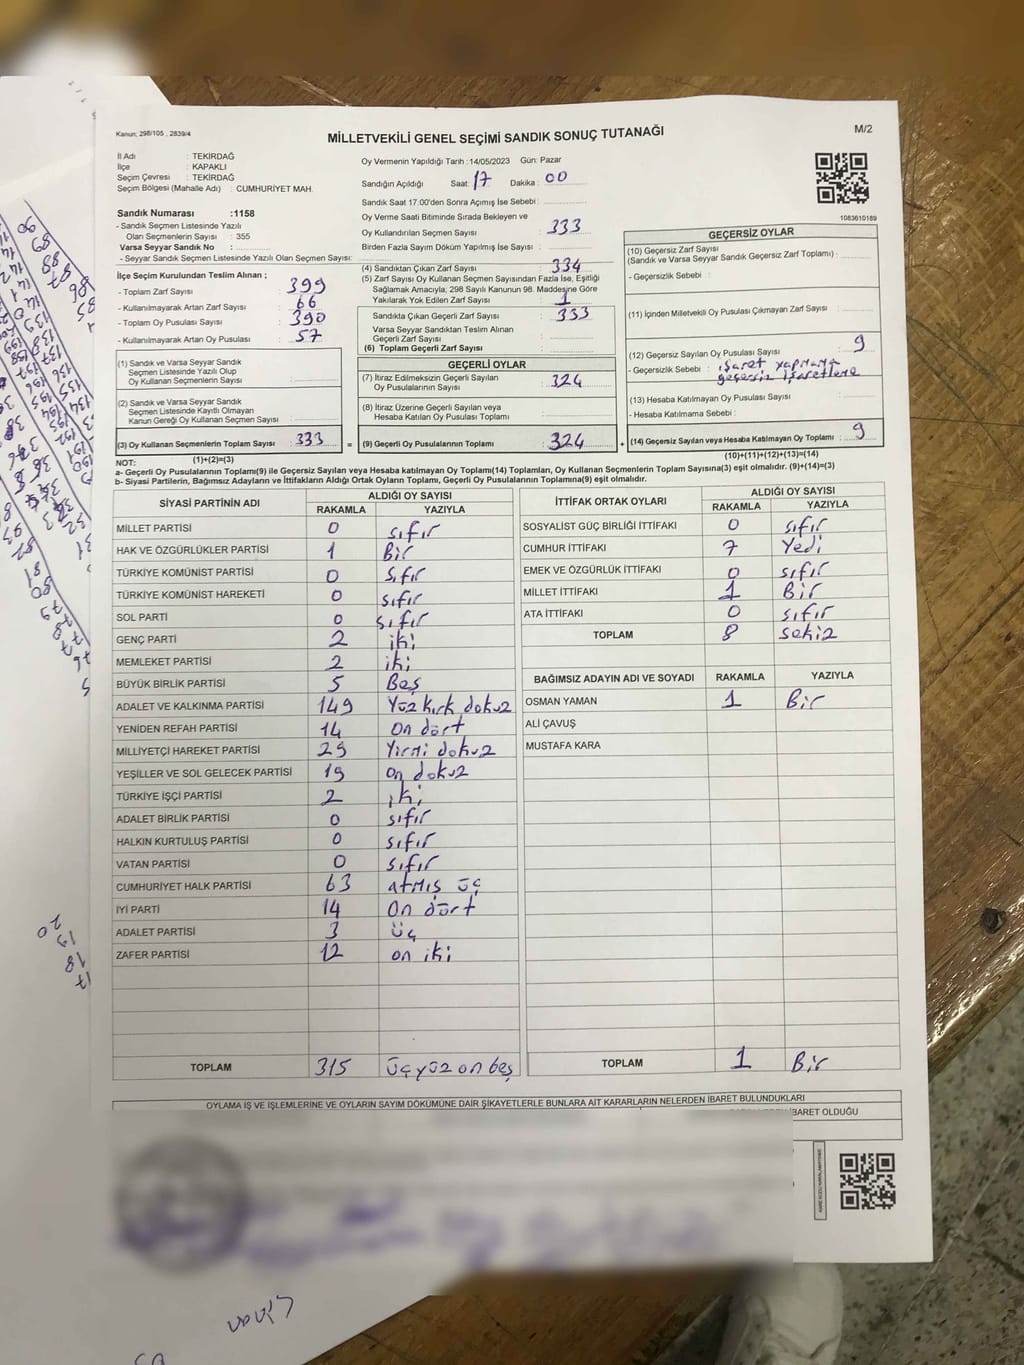 Kanun: 298/105 , 2839/4
MİLLETVEKİLİ GENEL SEÇİMİ SANDIK SONUÇ TUTANAĞI
M/2
İl Adı : TEKİRDAĞ
İlçe : KAPAKLI
Seçim Çevresi : TEKİRDAĞ
Seçim Bölgesi (Mahalle Adı) : CUMHURİYET MAH.
Sandık Numarası :1158
- Sandık Seçmen Listesinde Yazılı
Olan Seçmenlerin Sayısı : 355
Varsa Seyyar Sandık No :
- Seyyar Sandık Seçmen Listesinde Yazılı Olan Seçmen Sayısı:
İlçe Seçim Kurulundan Teslim Alınan ;
- Toplam Zarf Sayısı : 399
- Kullanılmayarak Artan Zarf Sayısı : 66
- Toplam Oy Pusulası Sayısı : 390
- Kullanılmayarak Artan Oy Pusulası : 57
(1) Sandık ve Varsa Seyyar Sandık
Seçmen Listesinde Yazılı Olup
Oy Kullanan Seçmenlerin Sayısı :
(2) Sandık ve Varsa Seyyar Sandık
Seçmen Listesinde Kayıtlı Olmayan
Kanun Gereği Oy Kullanan Seçmen Sayısı :
(3) Oy Kullanan Seçmenlerin Toplam Sayısı : 333
(1)+(2)=(3)
Oy Vermenin Yapıldığı Tarih :14/05/2023 Gün: Pazar
Sandığın Açıldığı Saat: 17 Dakika : 00
Sandık Saat 17.00'den Sonra Açımış İse Sebebi :
Oy Verme Saati Bitiminde Sırada Bekleyen ve
Oy Kullandırılan Seçmen Sayısı : 333
Birden Fazla Sayım Döküm Yapılmış İse Sayısı :
(4) Sandıktan Çıkan Zarf Sayısı : 334
(5) Zarf Sayısı Oy Kullanan Seçmen Sayısından Fazla İse, Eşitliği
Sağlamak Amacıyla, 298 Sayılı Kanunun 98. Maddesine Göre
Yakılarak Yok Edilen Zarf Sayısı : 1
Sandıkta Çıkan Geçerli Zarf Sayısı : 333
Varsa Seyyar Sandıktan Teslim Alınan
Geçerli Zarf Sayısı :
(6) Toplam Geçerli Zarf Sayısı :
GEÇERLİ OYLAR
(7) İtiraz Edilmeksizin Geçerli Sayılan
Oy Pusulalarının Sayısı : 324
(8) İtiraz Üzerine Geçerli Sayılan veya
Hesaba Katılan Oy Pusulaları Toplamı :
= (9) Geçerli Oy Pusulalarının Toplamı : 324 +
1083610189
GEÇERSİZ OYLAR
(10) Geçersiz Zarf Sayısı
(Sandık ve Varsa Seyyar Sandık Geçersiz Zarf Toplamı) :
- Geçersizlik Sebebi :
(11) İçinden Milletvekili Oy Pusulası Çıkmayan Zarf Sayısı :
(12) Geçersiz Sayılan Oy Pusulası Sayısı : 9
- Geçersizlik Sebebi : işaret yapmama
geçersiz işaretleme
(13) Hesaba Katılmayan Oy Pusulası Sayısı :
- Hesaba Katılmama Sebebi :
(14) Geçersiz Sayılan veya Hesaba Katılmayan Oy Toplamı : 9
(10)+(11)+(12)+(13)=(14)
NOT:
a- Geçerli Oy Pusulalarının Toplamı(9) ile Geçersiz Sayılan veya Hesaba katılmayan Oy Toplamı(14) Toplamları, Oy Kullanan Seçmenlerin Toplam Sayısına(3) eşit olmalıdır. (9)+(14)=(3)
b- Siyasi Partilerin, Bağımsız Adayların ve İttifakların Aldığı Ortak Oyların Toplamı, Geçerli Oy Pusulalarının Toplamına(9) eşit olmalıdır.
SİYASİ PARTİNİN ADI ALDIĞI OY SAYISI
RAKAMLA YAZIYLA
MİLLET PARTİSİ 0 sıfır
HAK VE ÖZGÜRLÜKLER PARTİSİ 1 Bir
TÜRKİYE KOMÜNİST PARTİSİ 0 sıfır
TÜRKİYE KOMÜNİST HAREKETİ 0 sıfır
SOL PARTİ 0 sıfır
GENÇ PARTİ 2 iki
MEMLEKET PARTİSİ 2 iki
BÜYÜK BİRLİK PARTİSİ 5 Beş
ADALET VE KALKINMA PARTİSİ 149 Yüz kırk dokuz
YENİDEN REFAH PARTİSİ 14 On dört
MİLLİYETÇİ HAREKET PARTİSİ 29 Yirmi dokuz
YEŞİLLER VE SOL GELECEK PARTİSİ 19 On dokuz
TÜRKİYE İŞÇİ PARTİSİ 2 iki
ADALET BİRLİK PARTİSİ 0 sıfır
HALKIN KURTULUŞ PARTİSİ 0 sıfır
VATAN PARTİSİ 0 sıfır
CUMHURİYET HALK PARTİSİ 63 atmış üç
İYİ PARTİ 14 On dört
ADALET PARTİSİ 3 üç
ZAFER PARTİSİ 12 on iki
TOPLAM 315 üçyüz on beş
İTTİFAK ORTAK OYLARI ALDIĞI OY SAYISI
RAKAMLA YAZIYLA
SOSYALİST GÜÇ BİRLİĞİ İTTİFAKI 0 sıfır
CUMHUR İTTİFAKI 7 Yedi
EMEK VE ÖZGÜRLÜK İTTİFAKI 0 sıfır
MİLLET İTTİFAKI 1 Bir
ATA İTTİFAKI 0 sıfır
TOPLAM 8 sekiz
BAĞIMSIZ ADAYIN ADI VE SOYADI RAKAMLA YAZIYLA
OSMAN YAMAN 1 Bir
ALİ ÇAVUŞ
MUSTAFA KARA
TOPLAM 1 Bir
OYLAMA İŞ VE İŞLEMLERİNE VE OYLARIN SAYIM DÖKÜMÜNE DAİR ŞİKAYETLERLE BUNLARA AİT KARARLARIN NELERDEN İBARET BULUNDUKLARI
İBARET OLDUĞU
20
19
18
17